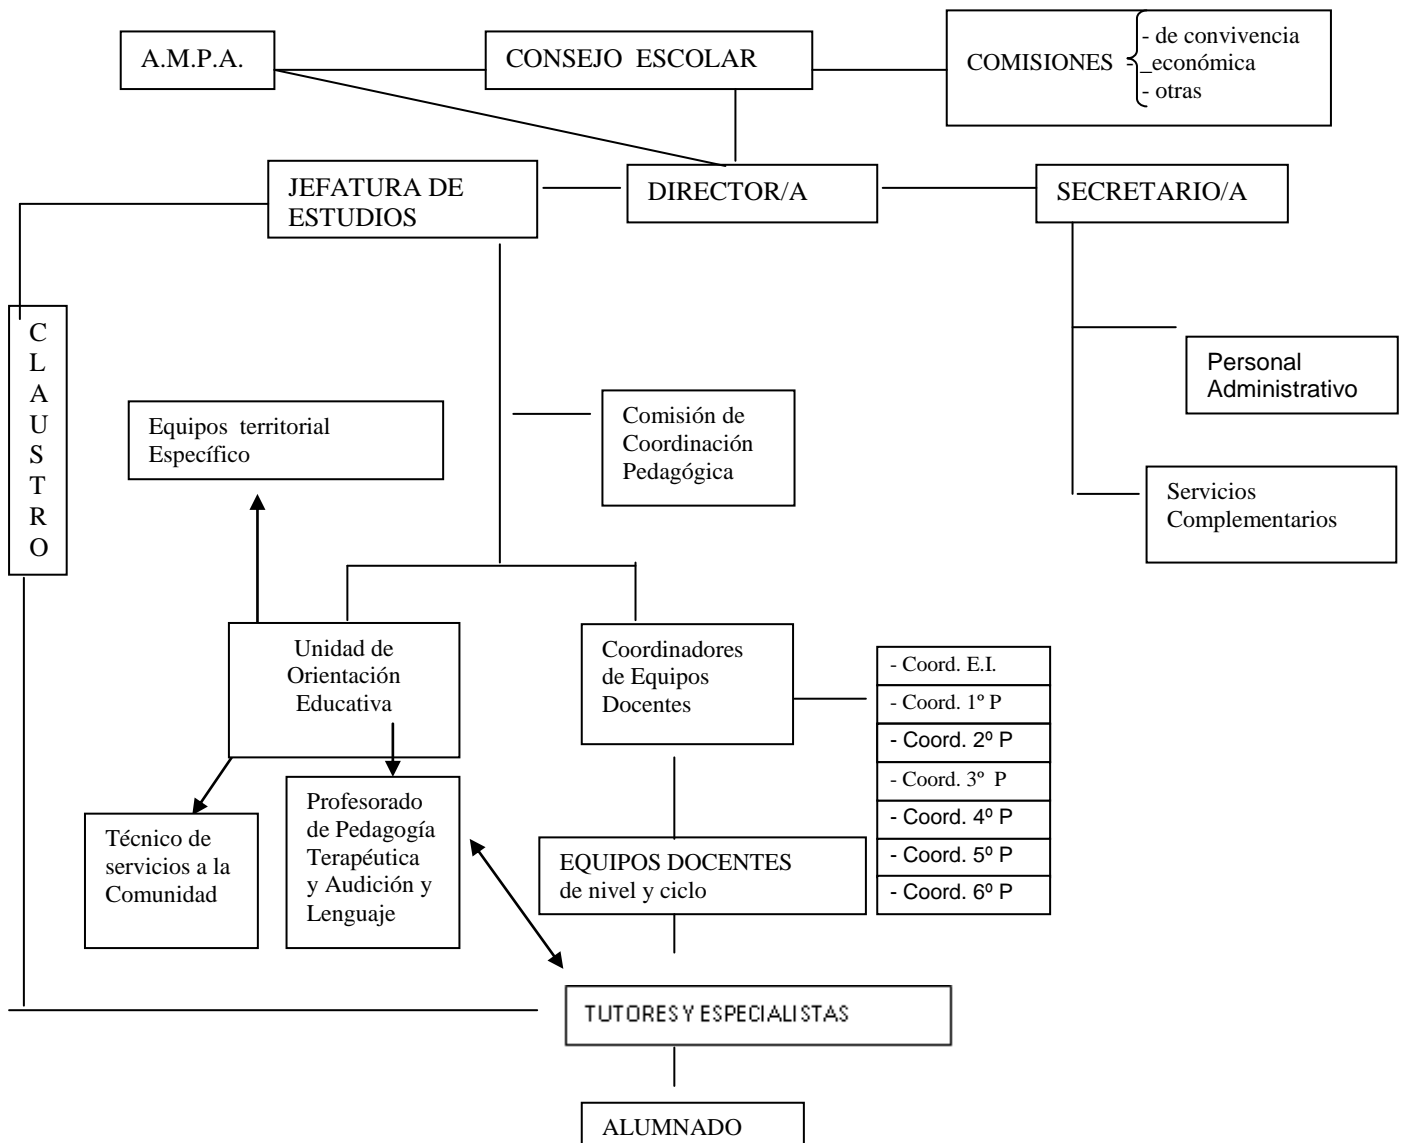 A.M.P.A.
CONSEJO ESCOLAR
COMISIONES
- de convivencia
- _económica
- otras
JEFATURA DE
ESTUDIOS
DIRECTOR/A
SECRETARIO/A
C
L
A
U
S
T
R
O
Personal
Administrativo
Equipos territorial
Específico
Comisión de
Coordinación
Pedagógica
Servicios
Complementarios
Unidad de
Orientación
Educativa
Coordinadores
de Equipos
Docentes
- Coord. E.I.
- Coord. 1º P
- Coord. 2º P
- Coord. 3º P
- Coord. 4º P
- Coord. 5º P
- Coord. 6º P
Técnico de
servicios a la
Comunidad
Profesorado
de Pedagogía
Terapéutica
y Audición y
Lenguaje
EQUIPOS DOCENTES
de nivel y ciclo
TUTORES Y ESPECIALISTAS
ALUMNADO